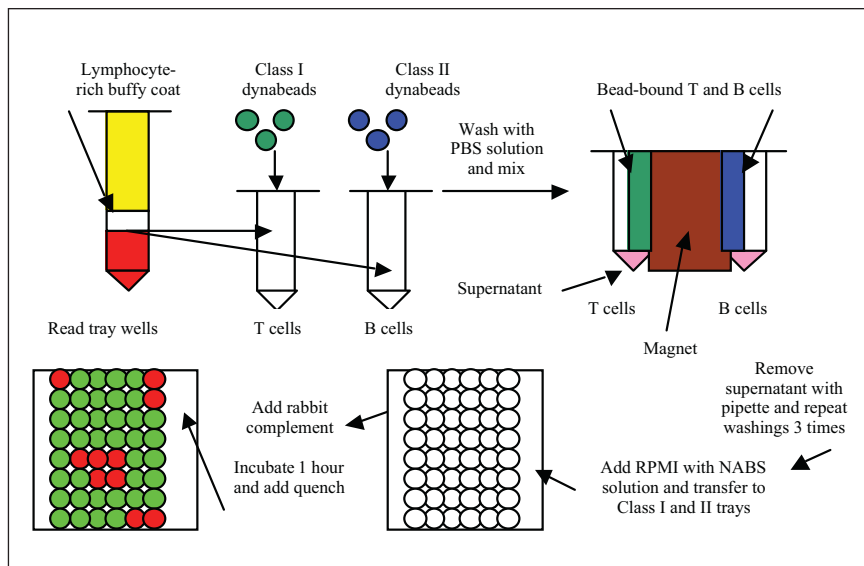 Lymphocyte-
rich buffy coat
Class I
dynabeads
Class II
dynabeads
Wash with
PBS solution
and mix
Bead-bound T and B cells
Supernatant
T cells
B cells
Magnet
Read tray wells
T cells
B cells
Remove
supernatant with
pipette and repeat
washings 3 times
Add RPMI with NABS
solution and transfer to
Class I and II trays
Add rabbit
complement
Incubate 1 hour
and add quench